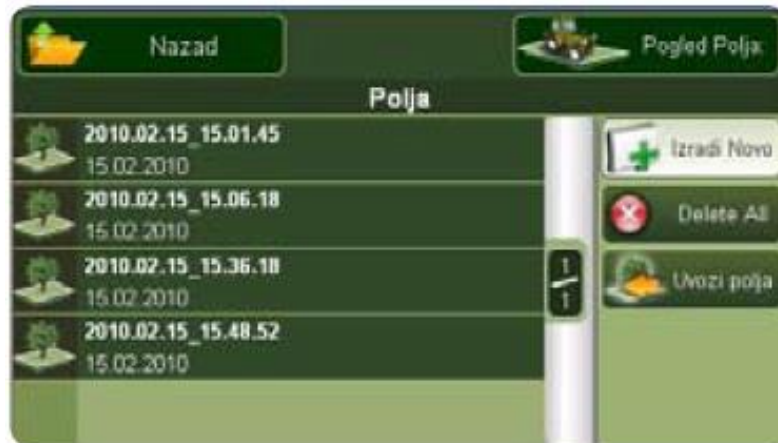 Nazad
Pogled Polja
Polja
2010.02.15_15.01.45
15.02.2010
2010.02.15_15.06.18
15.02.2010
2010.02.15_15.36.18
15.02.2010
2010.02.15_15.48.52
15.02.2010
1
1
Izradi Novo
Delete All
Uvozi polja